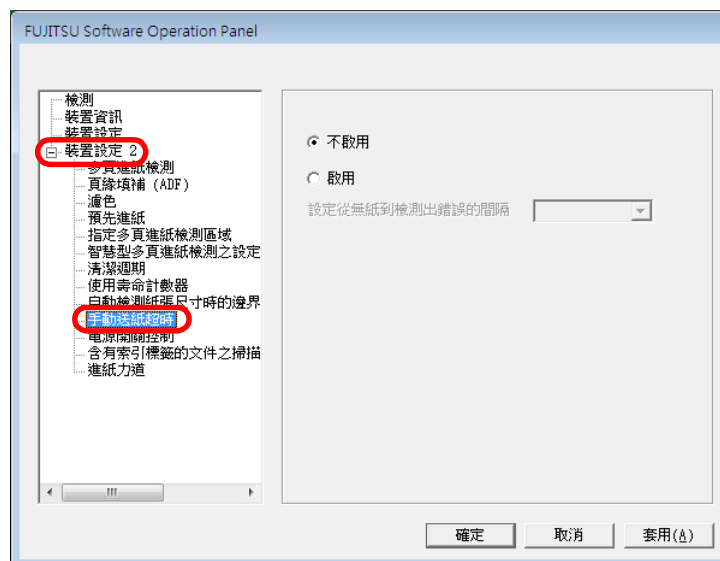 FUJITSU Software Operation Panel
檢測
裝置資訊
裝置設定
裝置設定 2
多頁進紙檢測
頁緣填補 (ADF)
濾色
預先進紙
指定多頁進紙檢測區域
智慧型多頁進紙檢測之設定
清潔週期
使用壽命計數器
自動檢測紙張尺寸時的邊界
手動送紙超時
電源開關控制
含有索引標籤的文件之掃描
進紙力道
不啟用
啟用
設定從無紙到檢測出錯誤的間隔
確定
取消
套用(A)